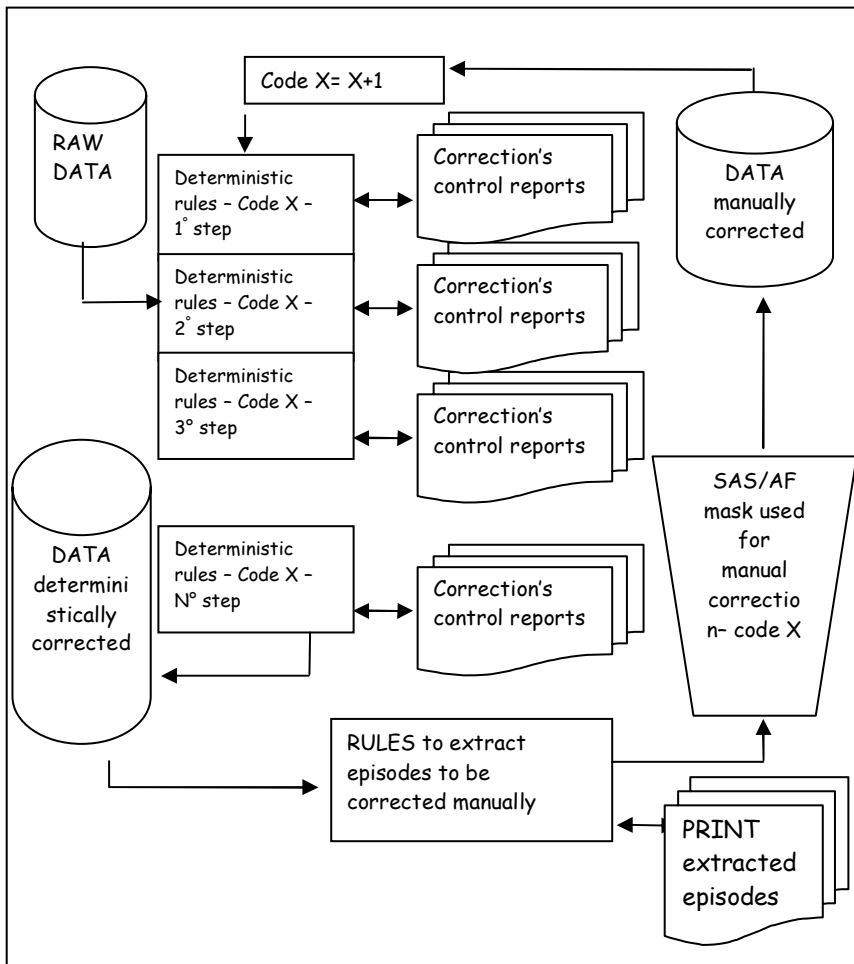 Code X= X+1
RAW
DATA
Deterministic
rules – Code X –
1° step
Correction's
control reports
DATA
manually
corrected
Deterministic
rules – Code X –
2° step
Correction's
control reports
Deterministic
rules – Code X –
3° step
Correction's
control reports
SAS/AF
mask used
for
manual
correctio
n– code X
DATA
determini
stically
corrected
Deterministic
rules – Code X –
N° step
Correction's
control reports
RULES to extract
episodes to be
corrected manually
PRINT
extracted
episodes